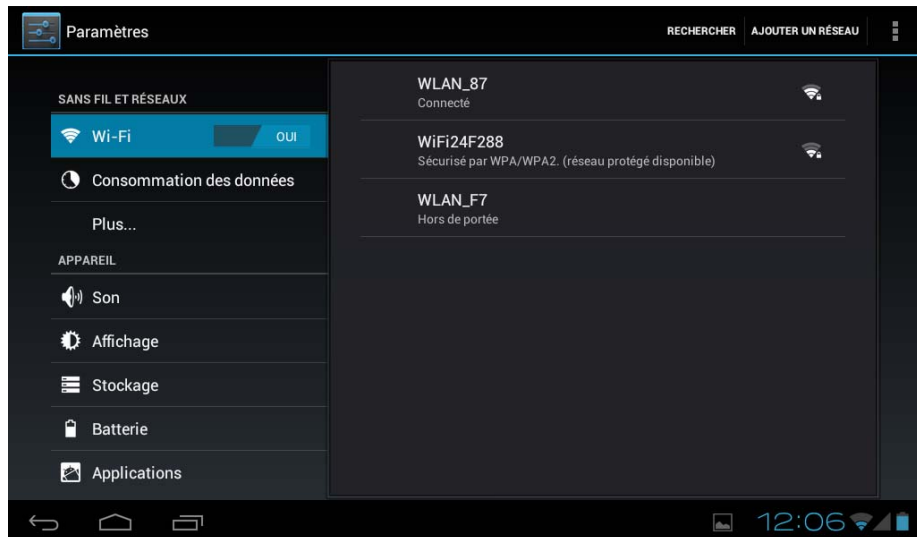 Paramètres
RECHERCHER
AJOUTER UN RÉSEAU
SANS FIL ET RÉSEAUX
Wi-Fi
OUI
Consommation des données
Plus...
APPAREIL
Son
Affichage
Stockage
Batterie
Applications
WLAN_87
Connecté
WiFi24F288
Sécurisé par WPA/WPA2. (réseau protégé disponible)
WLAN_F7
Hors de portée
12:06